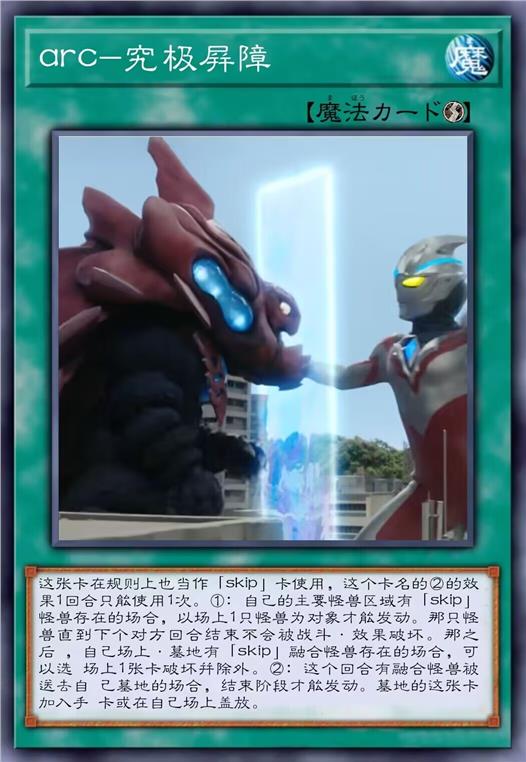 arc-究极屏障
魔
まほう
【魔法カード】
这张卡在规则上也当作「skip」卡使用，这个卡名的②的效
果1回合只能使用1次。①：自己的主要怪兽区域有「skip」
怪兽存在的场合，以场上1只怪兽为对象才能发动。那只怪
兽直到下个对方回合结束不会被战斗·效果破坏。那之
后 ，自己场上·墓地有「skip」融合怪兽存在的场合，可
以选 场上1张卡破坏并除外。②：这个回合有融合怪兽被
送去自 己墓地的场合，结束阶段才能发动。墓地的这张卡
加入手 卡或在自己场上盖放。